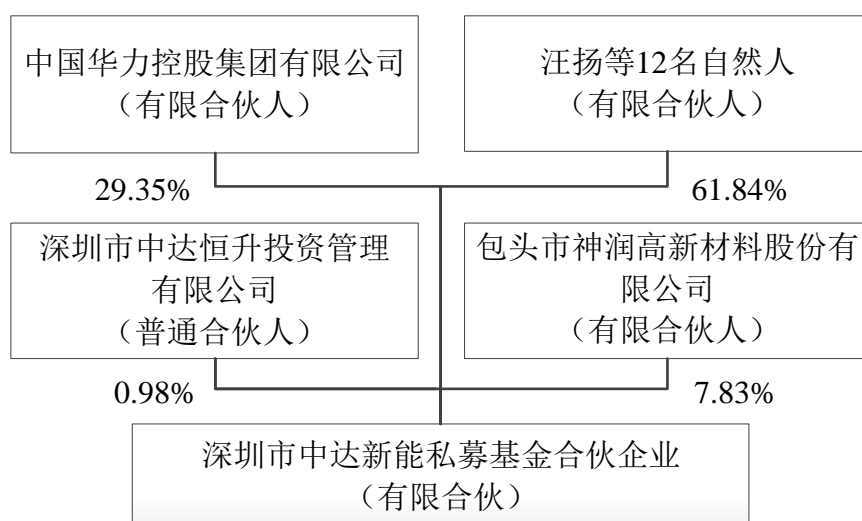 中国华力控股集团有限公司
（有限合伙人）
汪扬等12名自然人
（有限合伙人）
29.35%
61.84%
深圳市中达恒升投资管理
有限公司
（普通合伙人）
包头市神润高新材料股份有
限公司
（有限合伙人）
0.98%
7.83%
深圳市中达新能私募基金合伙企业
（有限合伙）